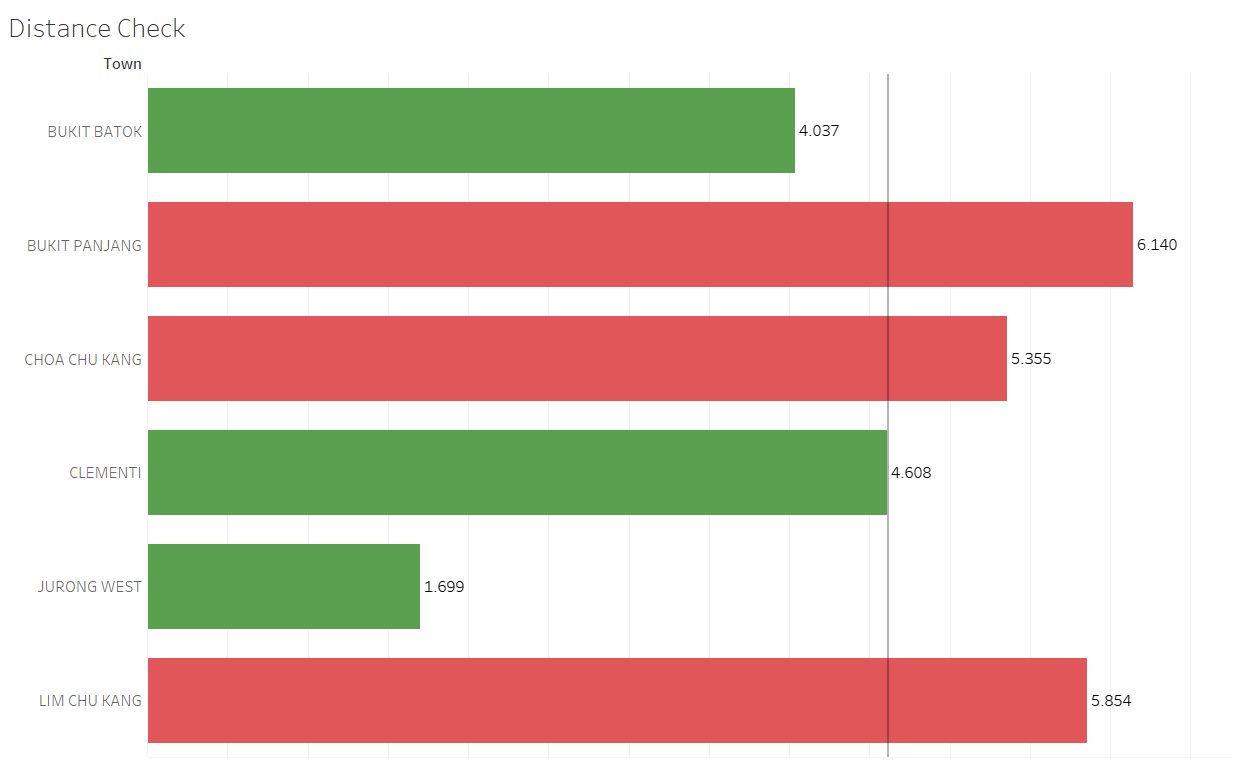 Distance Check
Town
BUKIT BATOK 4.037
BUKIT PANJANG 6.140
CHOA CHU KANG 5.355
CLEMENTI 4.608
JURONG WEST 1.699
LIM CHU KANG 5.854